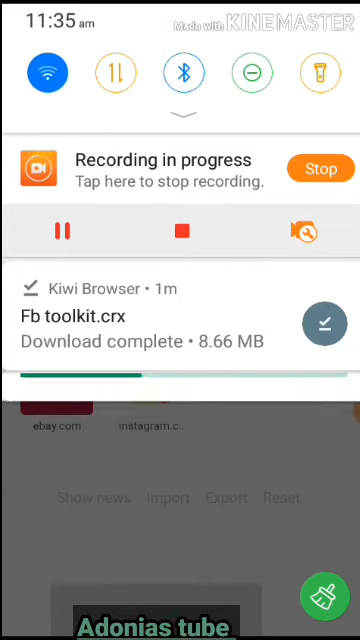 11:35 am
Made with KINEMASTER
Recording in progress
Stop
Tap here to stop recording.
Kiwi Browser • 1m
Fb toolkit.crx
Download complete • 8.66 MB
ebay.com
instagram.c..
Show news Import Export Reset
Adonias tube